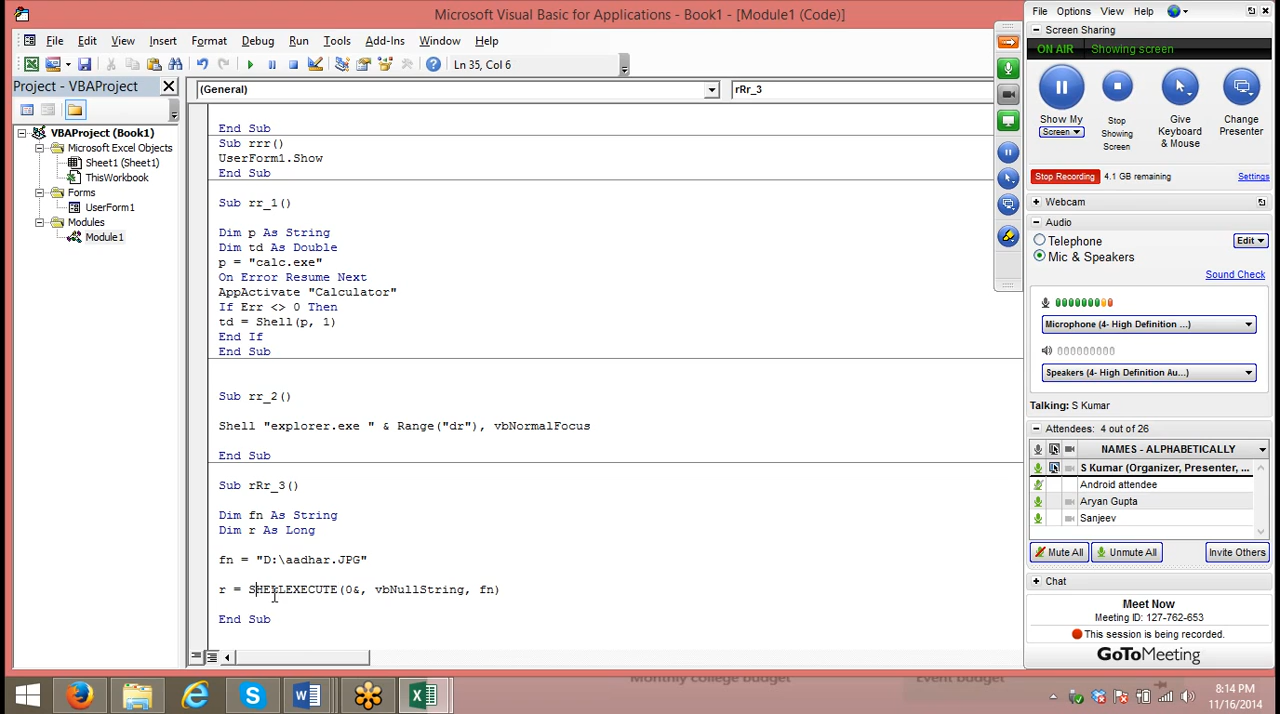 Microsoft Visual Basic for Applications - Book1 - [Module1 (Code)]
File Edit View Insert Format Debug R Tools Add-Ins Window Help
Ln 35, Col 6
Project - VBAProject
(General)
rRr_3
VBAProject (Book1)
Microsoft Excel Objects
Sheet1 (Sheet1)
ThisWorkbook
Forms
UserForm1
Modules
Module1
End Sub
Sub rrr()
UserForm1.Show
End Sub
Sub rr_1()
Dim p As String
Dim td As Double
p = "calc.exe"
On Error Resume Next
AppActivate "Calculator"
If Err <> 0 Then
td = Shell(p, 1)
End If
End Sub
Sub rr_2()
Shell "explorer.exe " & Range("dr"), vbNormalFocus
End Sub
Sub rRr_3()
Dim fn As String
Dim r As Long
fn = "D:\aadhar.JPG"
r = SHELLEXECUTE(0&, vbNullString, fn)
End Sub
File Options View Help
Screen Sharing
ON AIR Showing screen
Show My
Screen
Stop
Showing
Screen
Give
Keyboard
& Mouse
Change
Presenter
Stop Recording 4.1 GB remaining Settings
Webcam
Audio
Telephone
Edit
Mic & Speakers
Sound Check
Microphone (4- High Definition ...)
Speakers (4- High Definition Au...)
Talking: S Kumar
Attendees: 4 out of 26
NAMES - ALPHABETICALLY
S Kumar (Organizer, Presenter, ...
Android attendee
Aryan Gupta
Sanjeev
Mute All Unmute All Invite Others
Chat
Meet Now
Meeting ID: 127-762-653
This session is being recorded.
GoToMeeting
Monthly college budget
Event budget
8:14 PM
11/16/2014